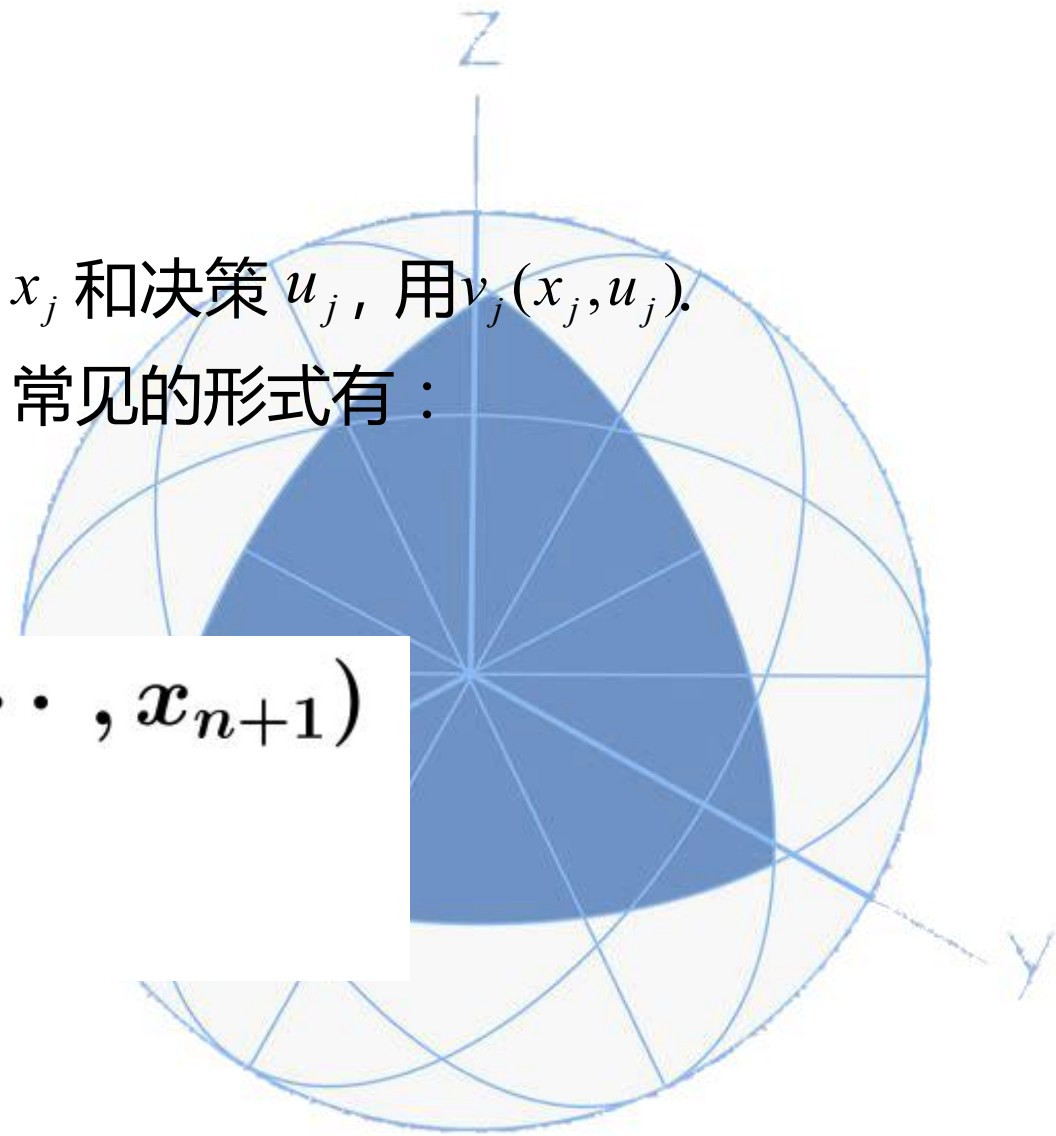 Z
x_j 和决策 u_j，用v_j(x_j,u_j).
常见的形式有：
· ,x_{n+1})
Y